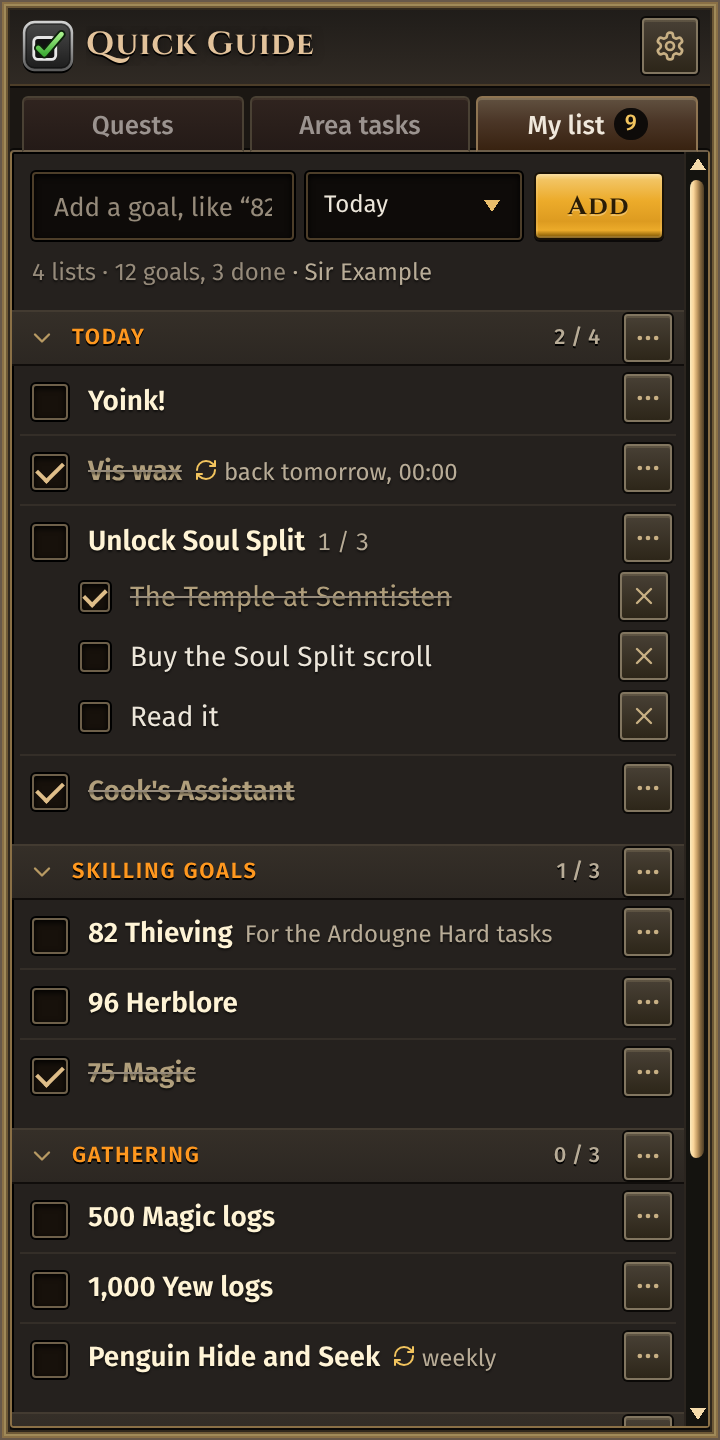 Quick Guide
Quests
Area tasks
My list 9
Add a goal, like “82
Today
Add
4 lists · 12 goals, 3 done · Sir Example
TODAY 2 / 4
Yoink!
Vis wax back tomorrow, 00:00
Unlock Soul Split 1 / 3
The Temple at Senntisten
Buy the Soul Split scroll
Read it
Cook's Assistant
SKILLING GOALS 1 / 3
82 Thieving For the Ardougne Hard tasks
96 Herblore
75 Magic
GATHERING 0 / 3
500 Magic logs
1,000 Yew logs
Penguin Hide and Seek weekly